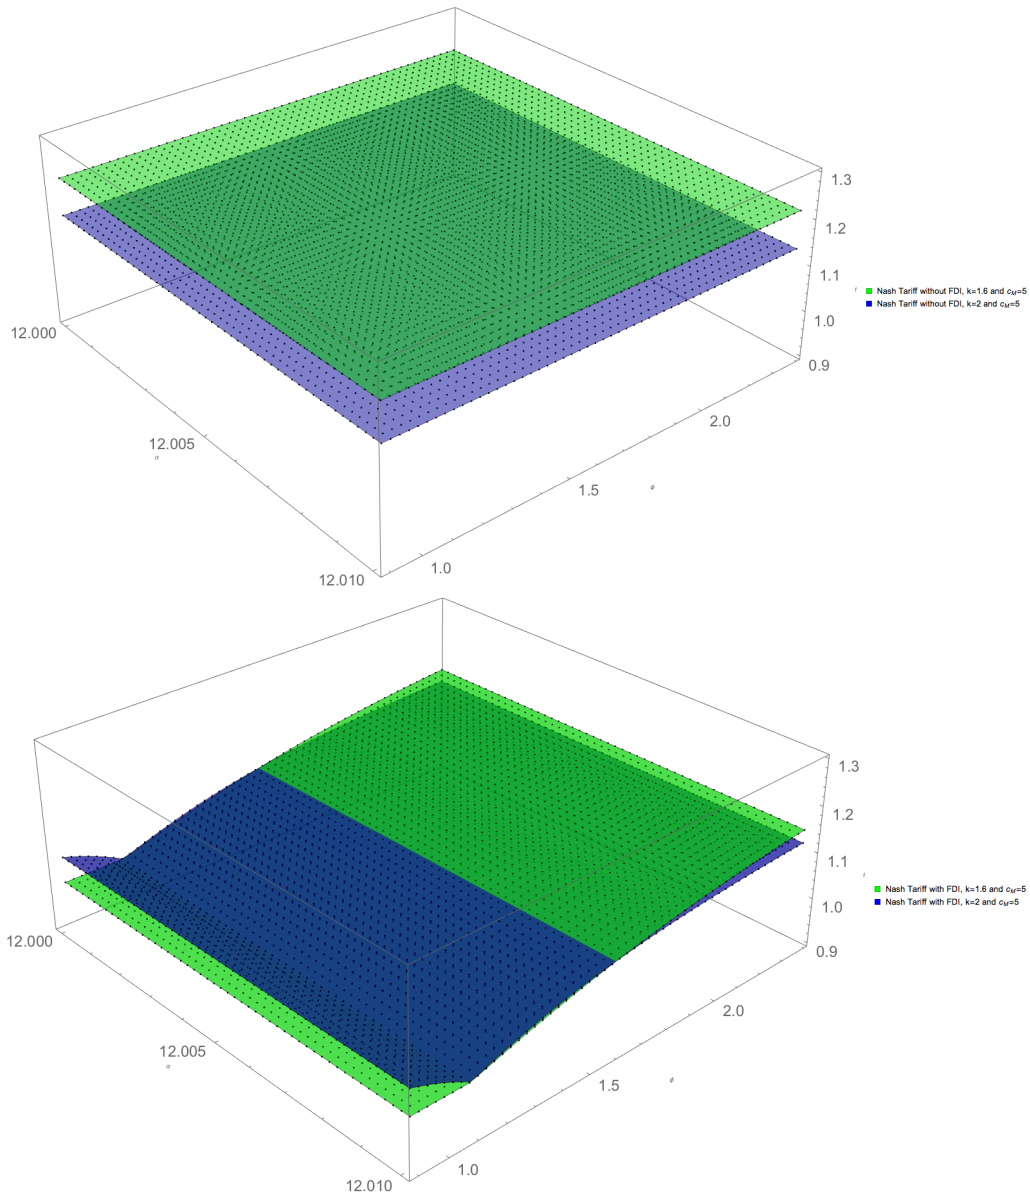 1.3
1.2
1.1
1.0
0.9
t
Nash Tariff without FDI, k=1.6 and c_M=5
Nash Tariff without FDI, k=2 and c_M=5
12.000
12.005
α
12.010
2.0
1.5
ϕ
1.0
1.3
1.2
1.1
1.0
0.9
Nash Tariff with FDI, k=1.6 and c_M=5
Nash Tariff with FDI, k=2 and c_M=5
12.000
12.005
α
12.010
2.0
1.5
ϕ
1.0